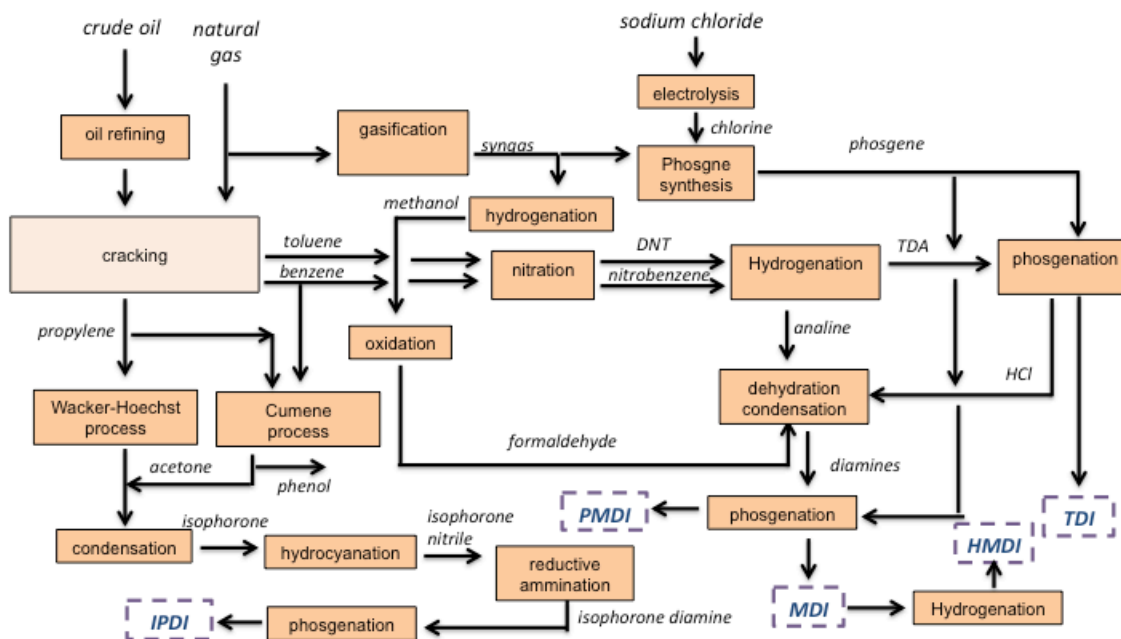 crude oil
natural
gas
sodium chloride
electrolysis
oil refining
gasification
chlorine
syngas
phosgene
Phosgne
synthesis
methanol
hydrogenation
toluene
DNT
TDA
cracking
nitration
Hydrogenation
phosgenation
benzene
nitrobenzene
propylene
oxidation
analine
HCl
Wacker-Hoechst
process
Cumene
process
dehydration
condensation
formaldehyde
acetone
phenol
diamines
isophorone
isophorone
nitrile
PMDI
phosgenation
TDI
condensation
hydrocyanation
HMDI
reductive
ammination
IPDI
phosgenation
isophorone diamine
MDI
Hydrogenation